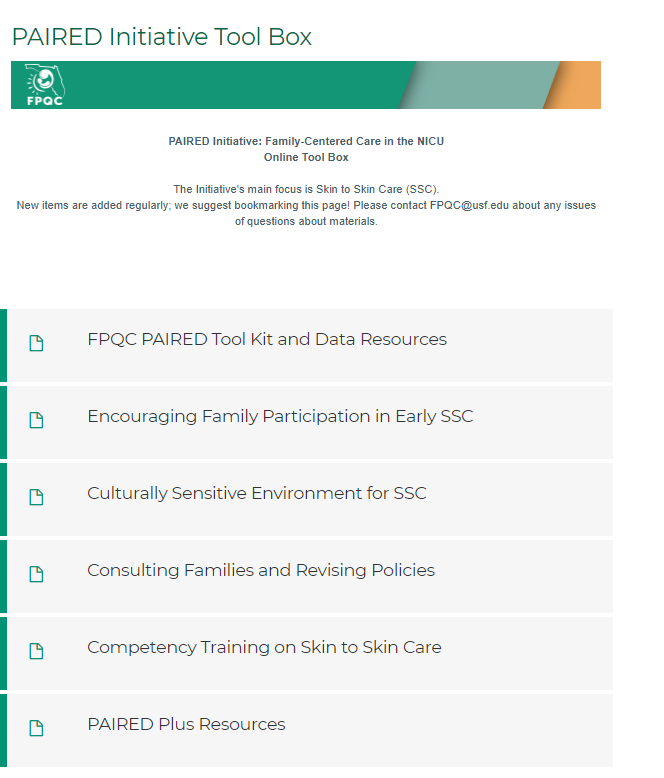 PAIRED Initiative Tool Box
FPQC
PAIRED Initiative: Family-Centered Care in the NICU
Online Tool Box
The Initiative's main focus is Skin to Skin Care (SSC).
New items are added regularly; we suggest bookmarking this page! Please contact FPQC@usf.edu about any issues
of questions about materials.
FPQC PAIRED Tool Kit and Data Resources
Encouraging Family Participation in Early SSC
Culturally Sensitive Environment for SSC
Consulting Families and Revising Policies
Competency Training on Skin to Skin Care
PAIRED Plus Resources